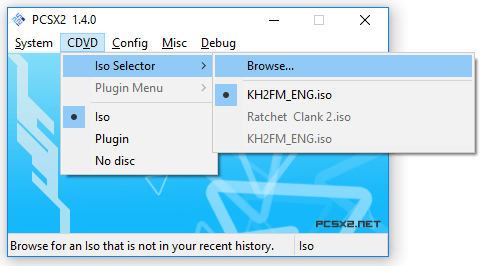 PCSX2 1.4.0
System CDVD Config Misc Debug
Iso Selector
Browse...
Plugin Menu
KH2FM_ENG.iso
Iso
Ratchet Clank 2.iso
Plugin
KH2FM_ENG.iso
No disc
PCSX2.NET
Browse for an Iso that is not in your recent history. Iso